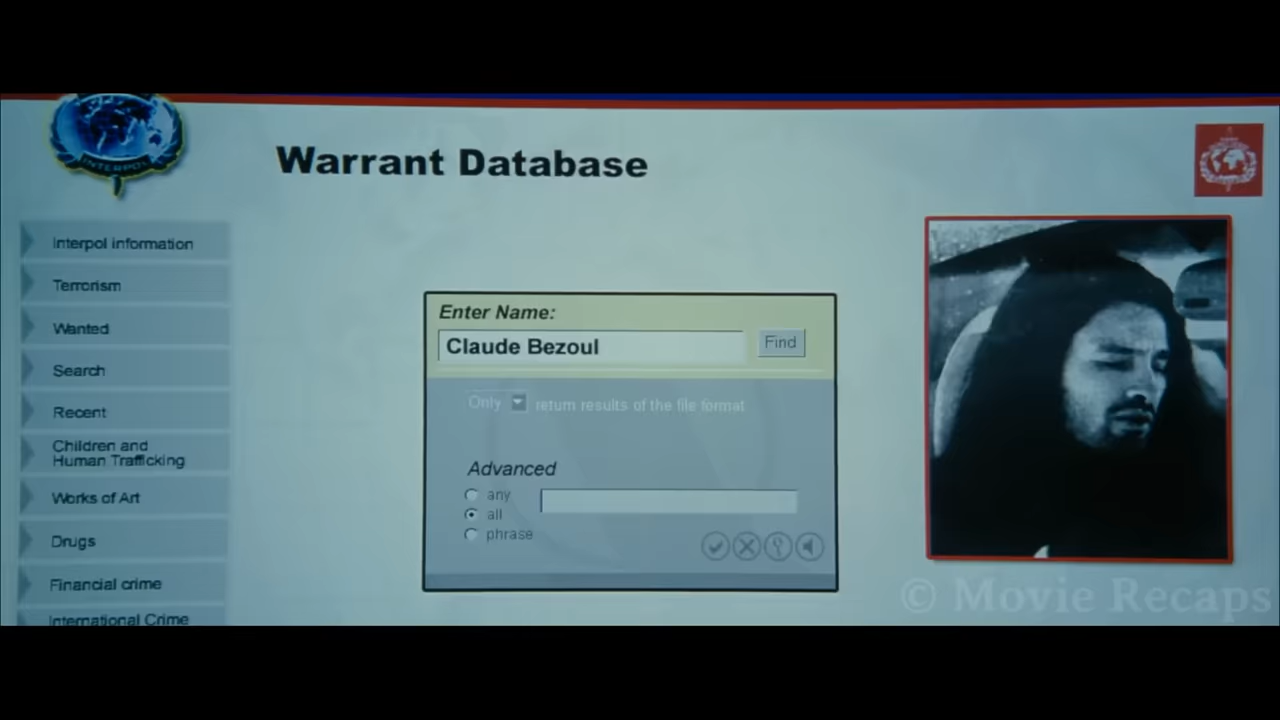 INTERPOL
Warrant Database
Interpol information
Terrorism
Wanted
Search
Recent
Children and
Human Trafficking
Works of Art
Drugs
Financial crime
International Crime
Enter Name:
Claude Bezoul
Find
Only
return results of the file format
Advanced
any
all
phrase
© Movie Recaps